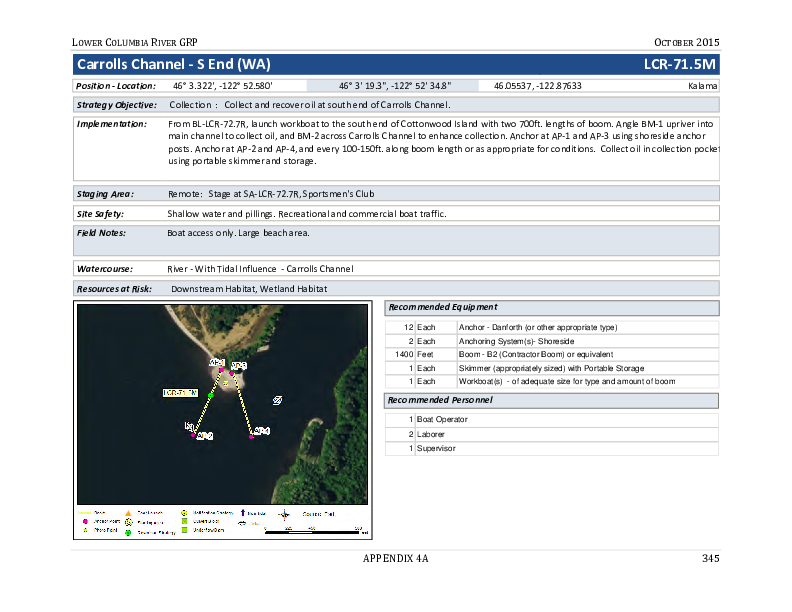 LOWER COLUMBIA RIVER GRP OCTOBER 2015
Carrolls Channel - S End (WA) LCR-71.5M
Position - Location: 46° 3.322', -122° 52.580' 46° 3' 19.3", -122° 52' 34.8" 46.05537, -122.87633 Kalama
Strategy Objective: Collection : Collect and recover oil at south end of Carrolls Channel.
Implementation: From BL-LCR-72.7R, launch workboat to the south end of Cottonwood Island with two 700ft. lengths of boom. Angle BM-1 upriver into
main channel to collect oil, and BM-2 across Carrolls Channel to enhance collection. Anchor at AP-1 and AP-3 using shoreside anchor
posts. Anchor at AP-2 and AP-4, and every 100-150ft. along boom length or as appropriate for conditions. Collect oil in collection pocket
using portable skimmer and storage.
Staging Area: Remote: Stage at SA-LCR-72.7R, Sportsmen's Club
Site Safety: Shallow water and pillings. Recreational and commercial boat traffic.
Field Notes: Boat access only. Large beach area.
Watercourse: River - With Tidal Influence - Carrolls Channel
Resources at Risk: Downstream Habitat, Wetland Habitat
Recommended Equipment
12 Each Anchor - Danforth (or other appropriate type)
2 Each Anchoring System(s)- Shoreside
1400 Feet Boom - B2 (Contractor Boom) or equivalent
1 Each Skimmer (appropriately sized) with Portable Storage
1 Each Workboat(s) - of adequate size for type and amount of boom
Recommended Personnel
1 Boat Operator
2 Laborer
1 Supervisor
AP-1 AP-3
LCR-71.5M
AP-2 AP-4
Anchor Point
Photo Point
APPENDIX 4A 345